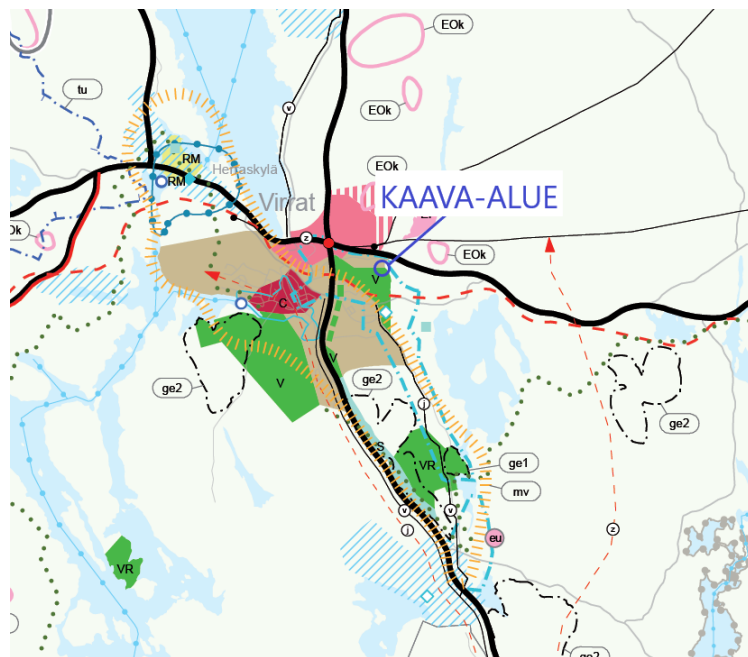 EOk
tu
v
EOk
RM
Herraskylä
EOk
RM
Virrat
KAAVA-ALUE
Ok
z
EOk
V
C
ge2
V
ge2
V
ge2
j
S
VR
ge1
mv
v
v
j
eu
z
VR
ge2